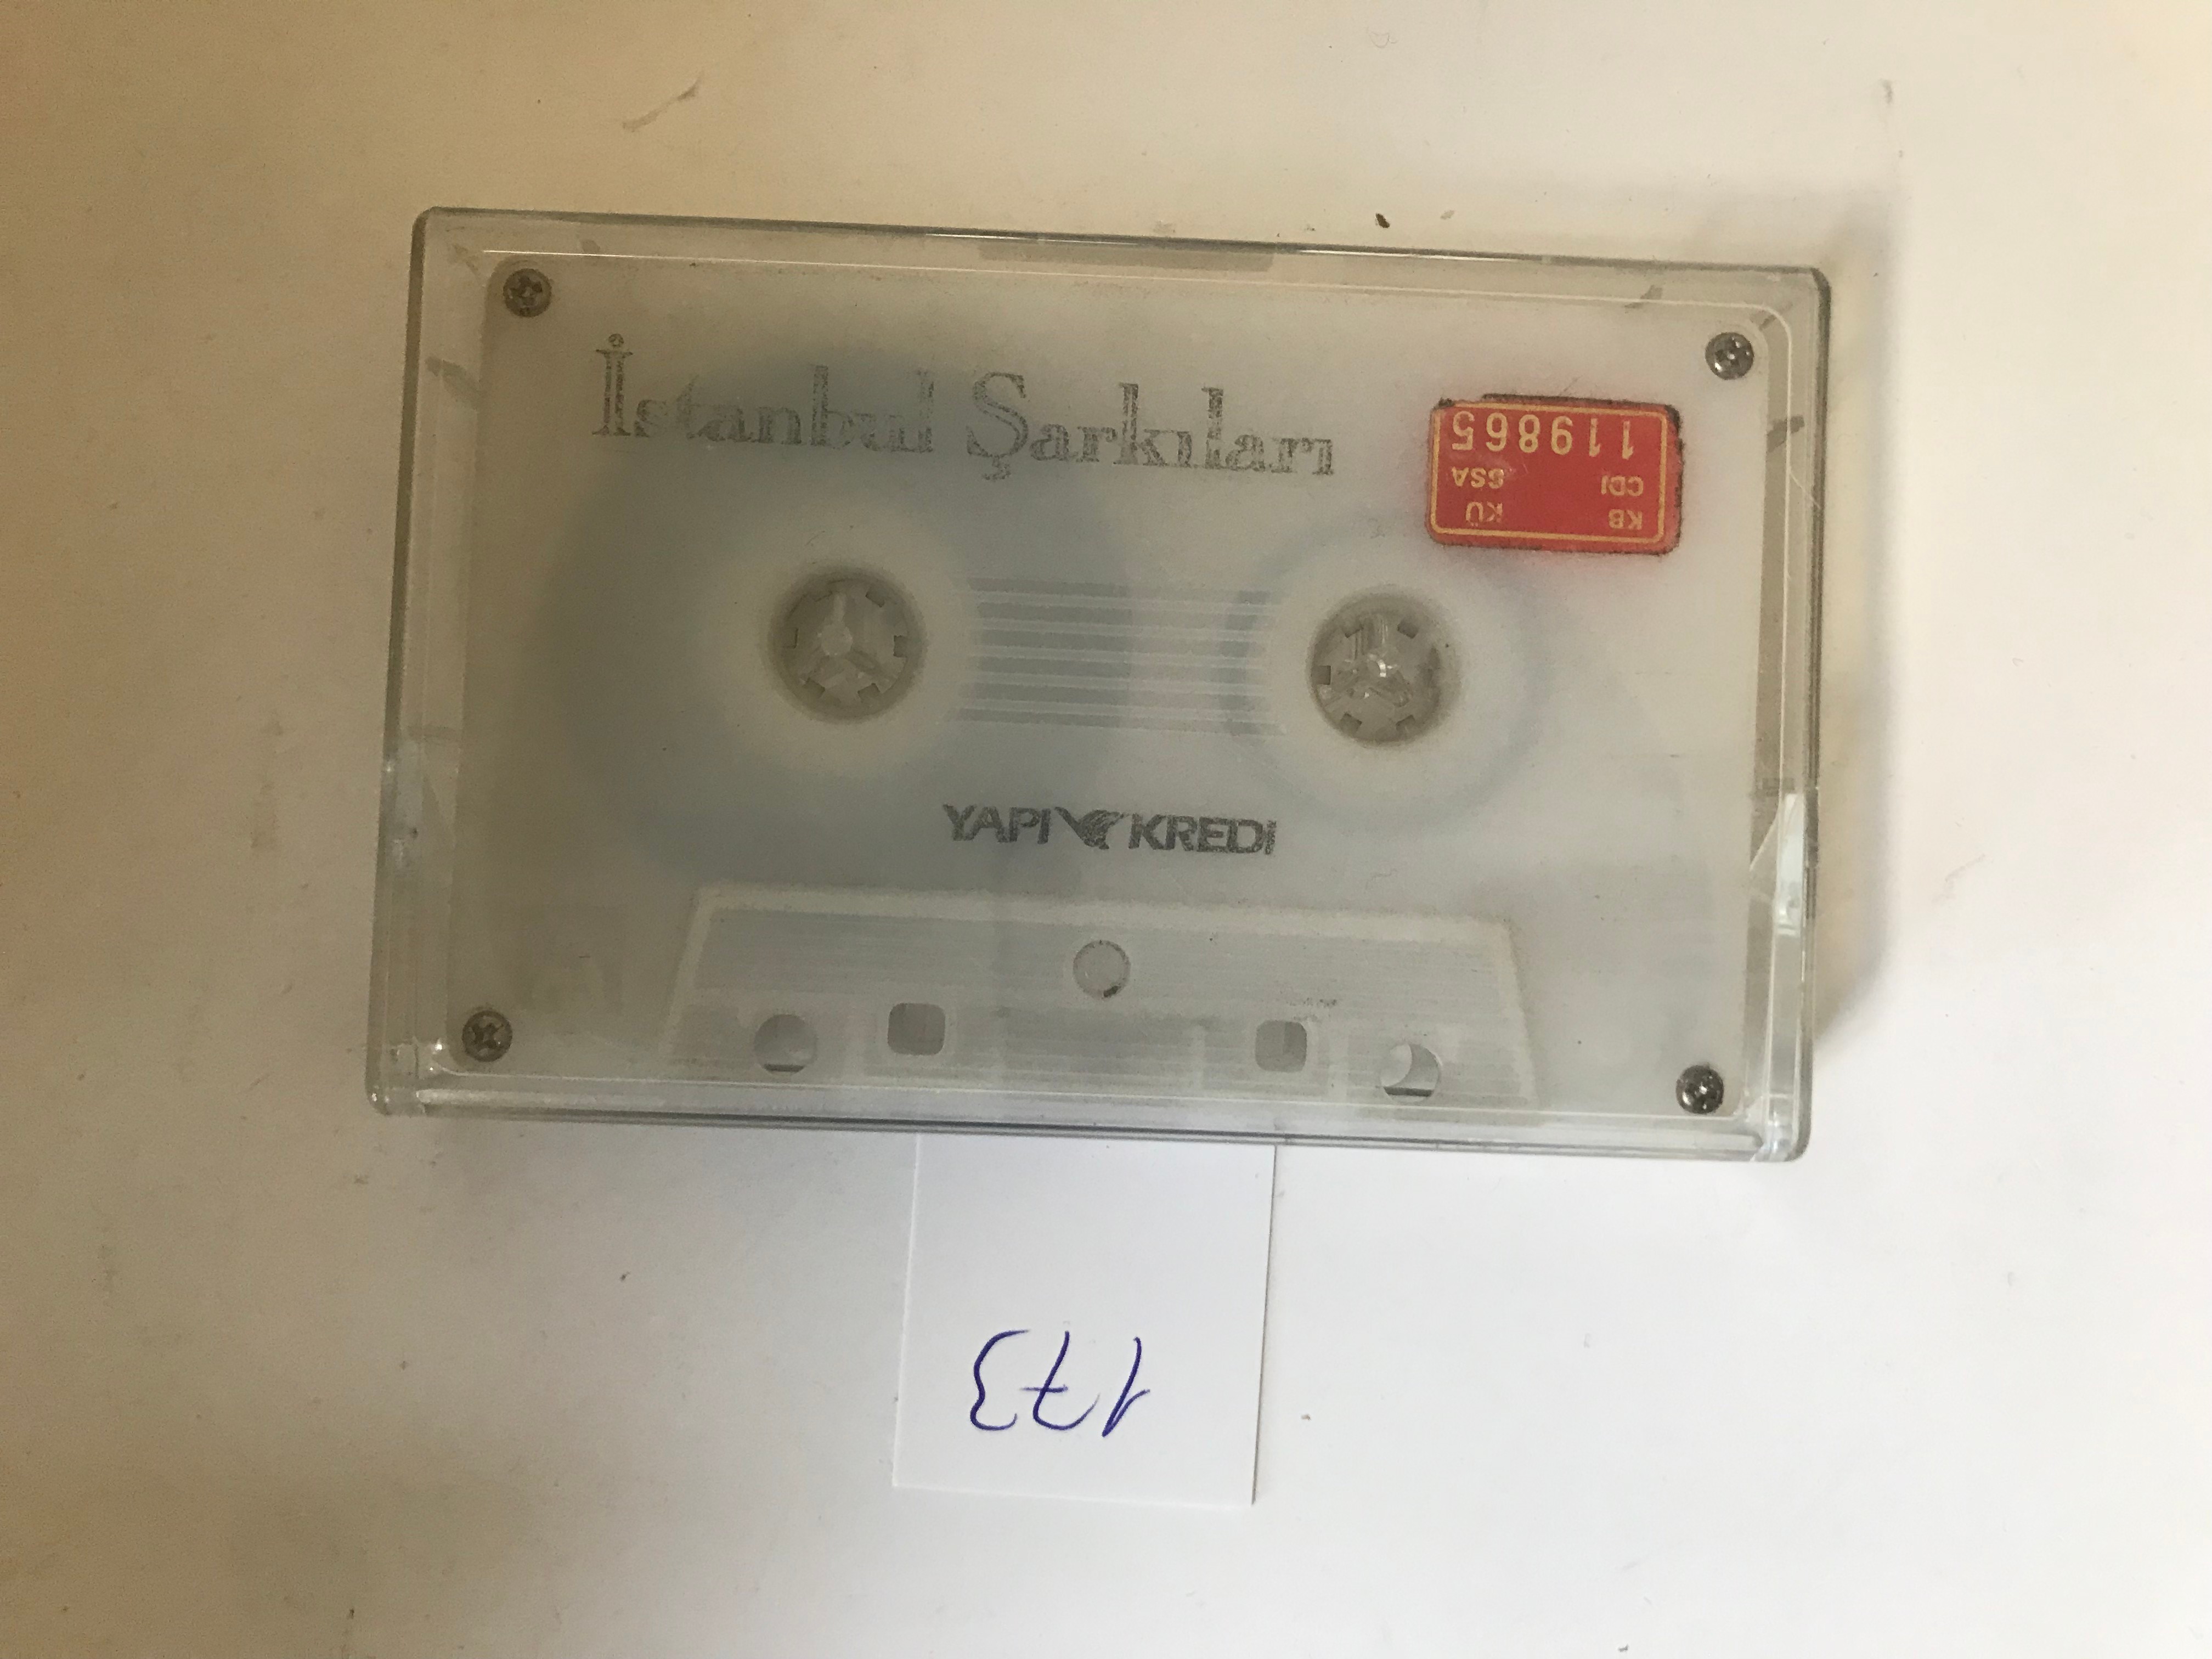 İstanbul Şarkıları
KB KÜ
CDI SSA
119865
YAPI KREDİ
173